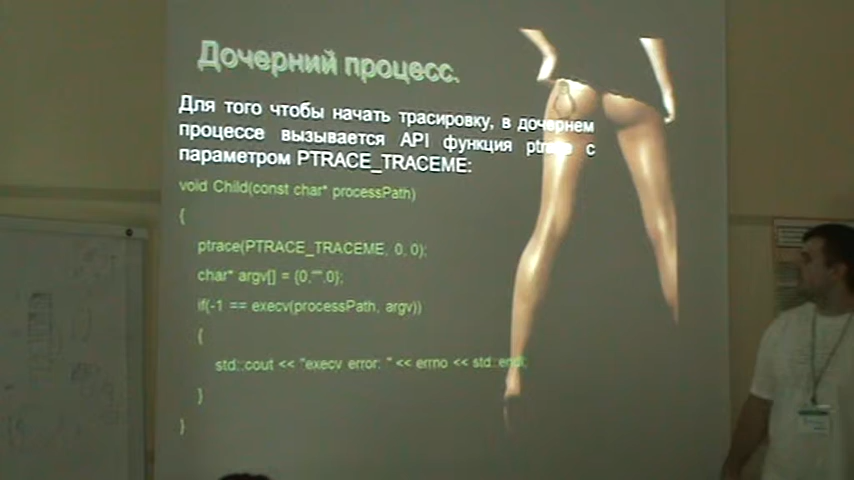 Дочерний процесс.
Для того чтобы начать трасировку, в дочернем
процессе вызывается API функция ptrace с
параметром PTRACE_TRACEME:
void Child(const char* processPath)
{
ptrace(PTRACE_TRACEME, 0, 0);
char* argv[] = {0,"",0};
if(-1 == execv(processPath, argv))
{
std::cout << "execv error: " << errno << std::endl;
}
}